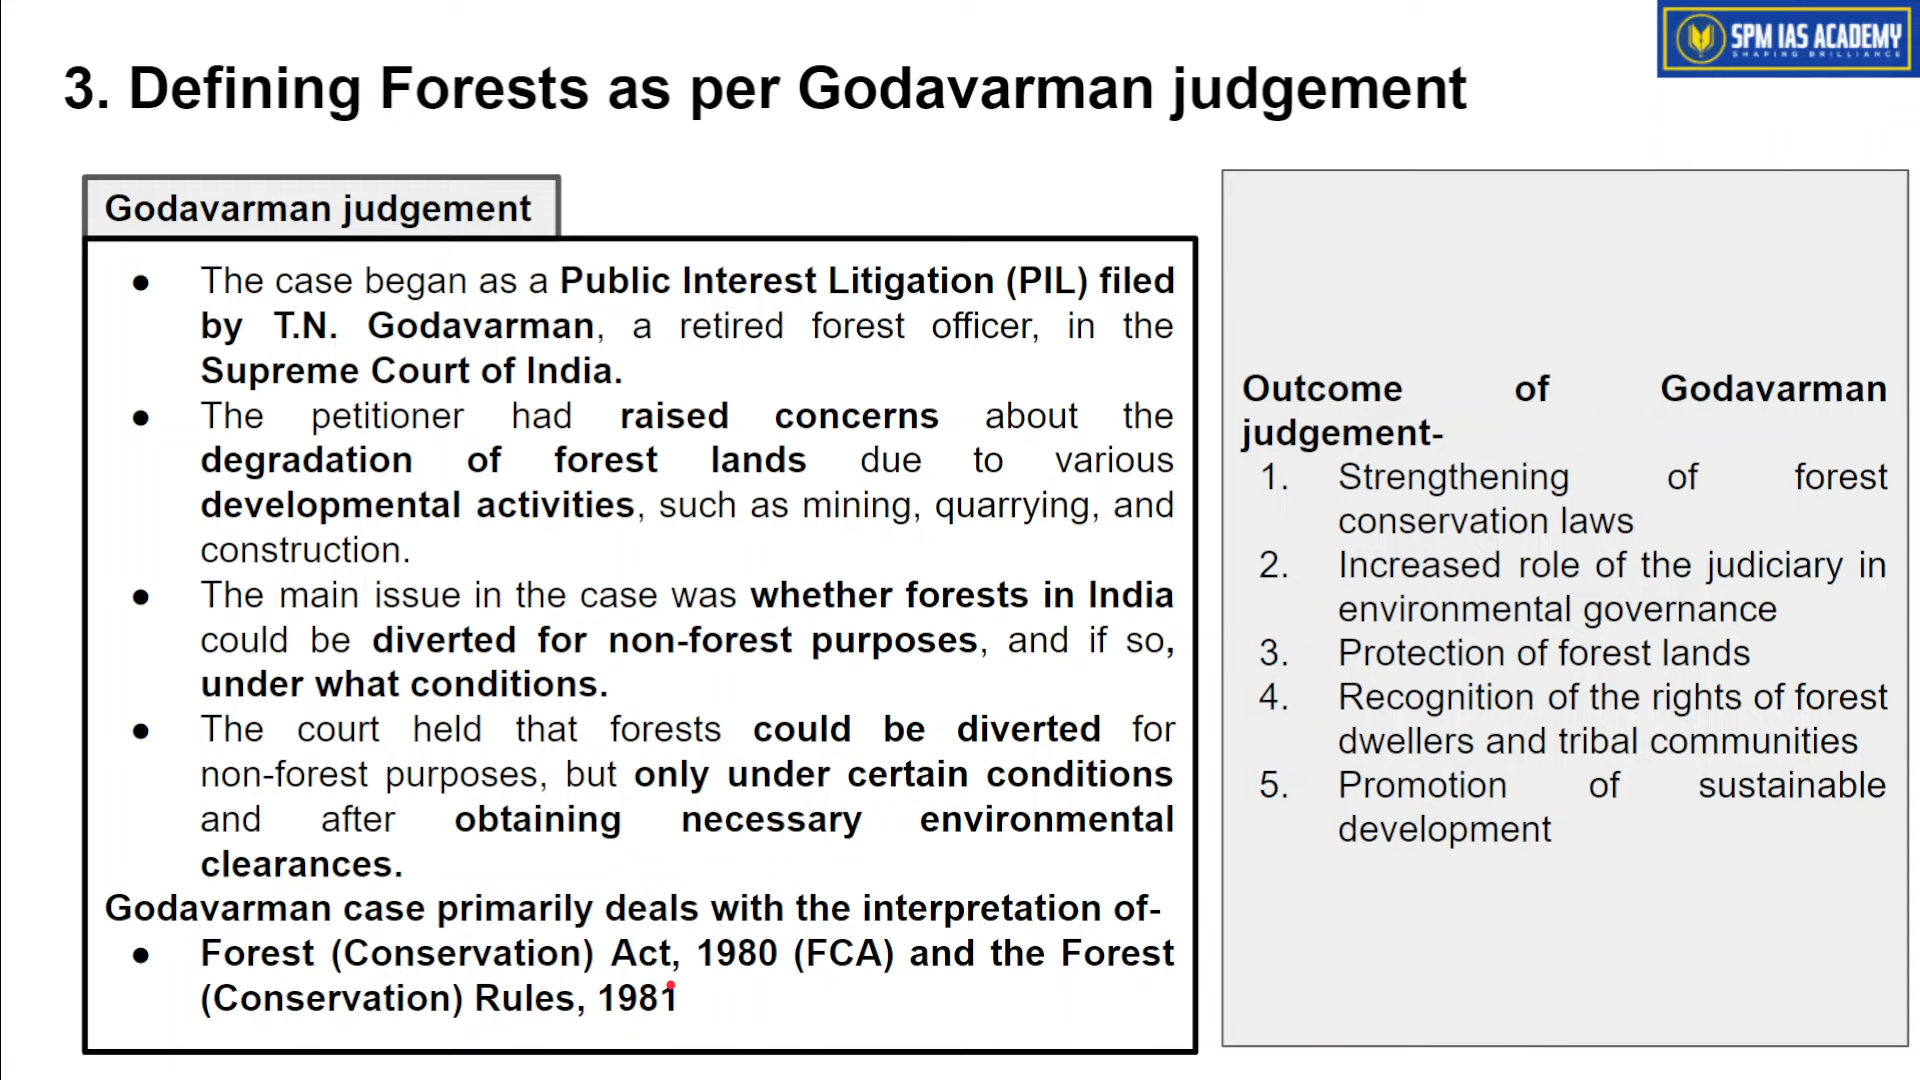 SPM IAS ACADEMY
SHAPING BRILLIANCE
3. Defining Forests as per Godavarman judgement
Godavarman judgement
● The case began as a Public Interest Litigation (PIL) filed
by T.N. Godavarman, a retired forest officer, in the
Supreme Court of India.
● The petitioner had raised concerns about the
degradation of forest lands due to various
developmental activities, such as mining, quarrying, and
construction.
● The main issue in the case was whether forests in India
could be diverted for non-forest purposes, and if so,
under what conditions.
● The court held that forests could be diverted for
non-forest purposes, but only under certain conditions
and after obtaining necessary environmental
clearances.
Godavarman case primarily deals with the interpretation of-
● Forest (Conservation) Act, 1980 (FCA) and the Forest
(Conservation) Rules, 1981
Outcome of Godavarman
judgement-
1. Strengthening of forest
conservation laws
2. Increased role of the judiciary in
environmental governance
3. Protection of forest lands
4. Recognition of the rights of forest
dwellers and tribal communities
5. Promotion of sustainable
development